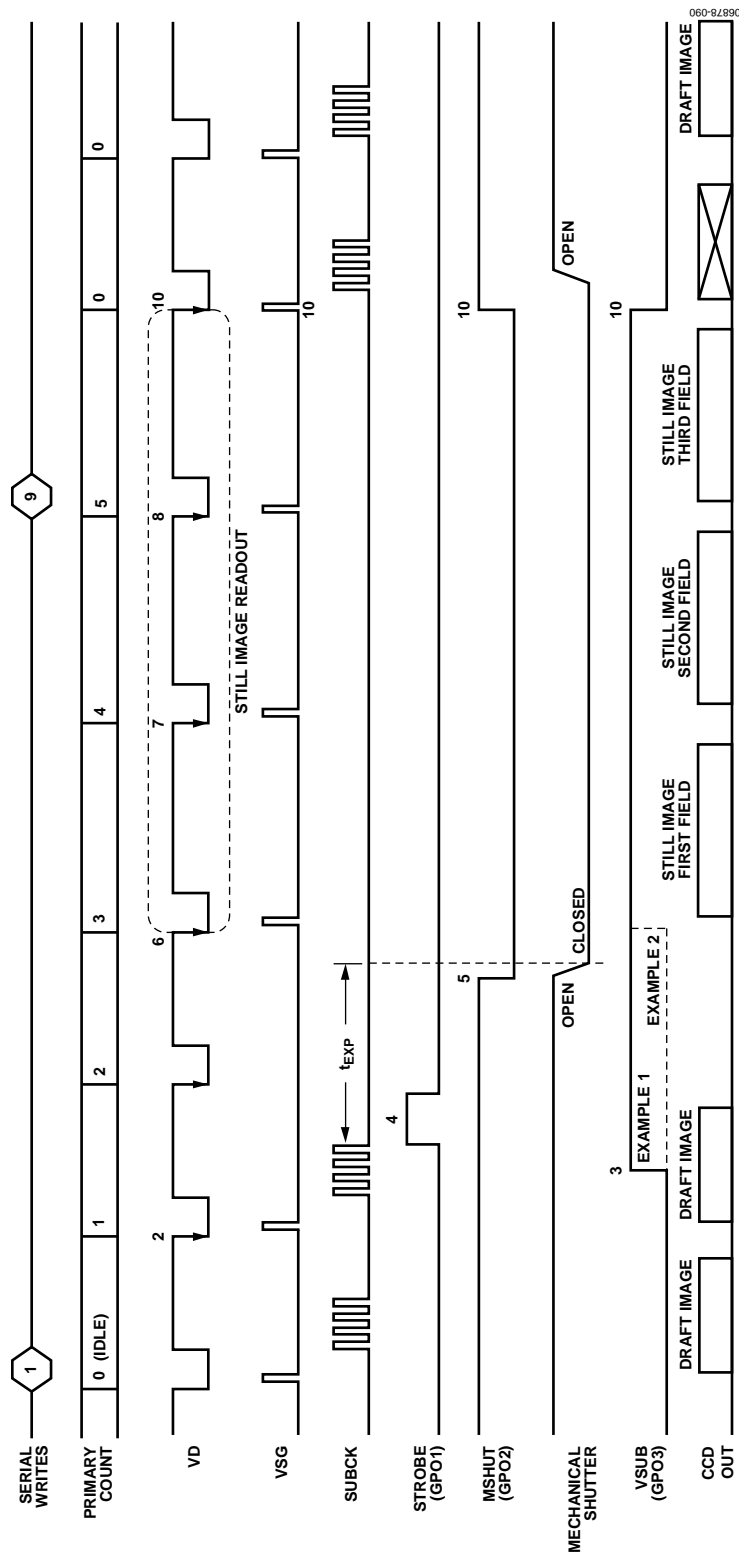 SERIAL
WRITES
1
9
PRIMARY
COUNT
0 (IDLE)
1
2
3
4
5
0
0
VD
2
6
7
8
10
STILL IMAGE READOUT
VSG
10
SUBCK
tEXP
STROBE
(GPO1)
4
MSHUT
(GPO2)
5
10
MECHANICAL
SHUTTER
OPEN
CLOSED
OPEN
VSUB
(GPO3)
3
EXAMPLE 1
EXAMPLE 2
10
CCD
OUT
DRAFT IMAGE
DRAFT IMAGE
STILL IMAGE
FIRST FIELD
STILL IMAGE
SECOND FIELD
STILL IMAGE
THIRD FIELD
DRAFT IMAGE
06878-090